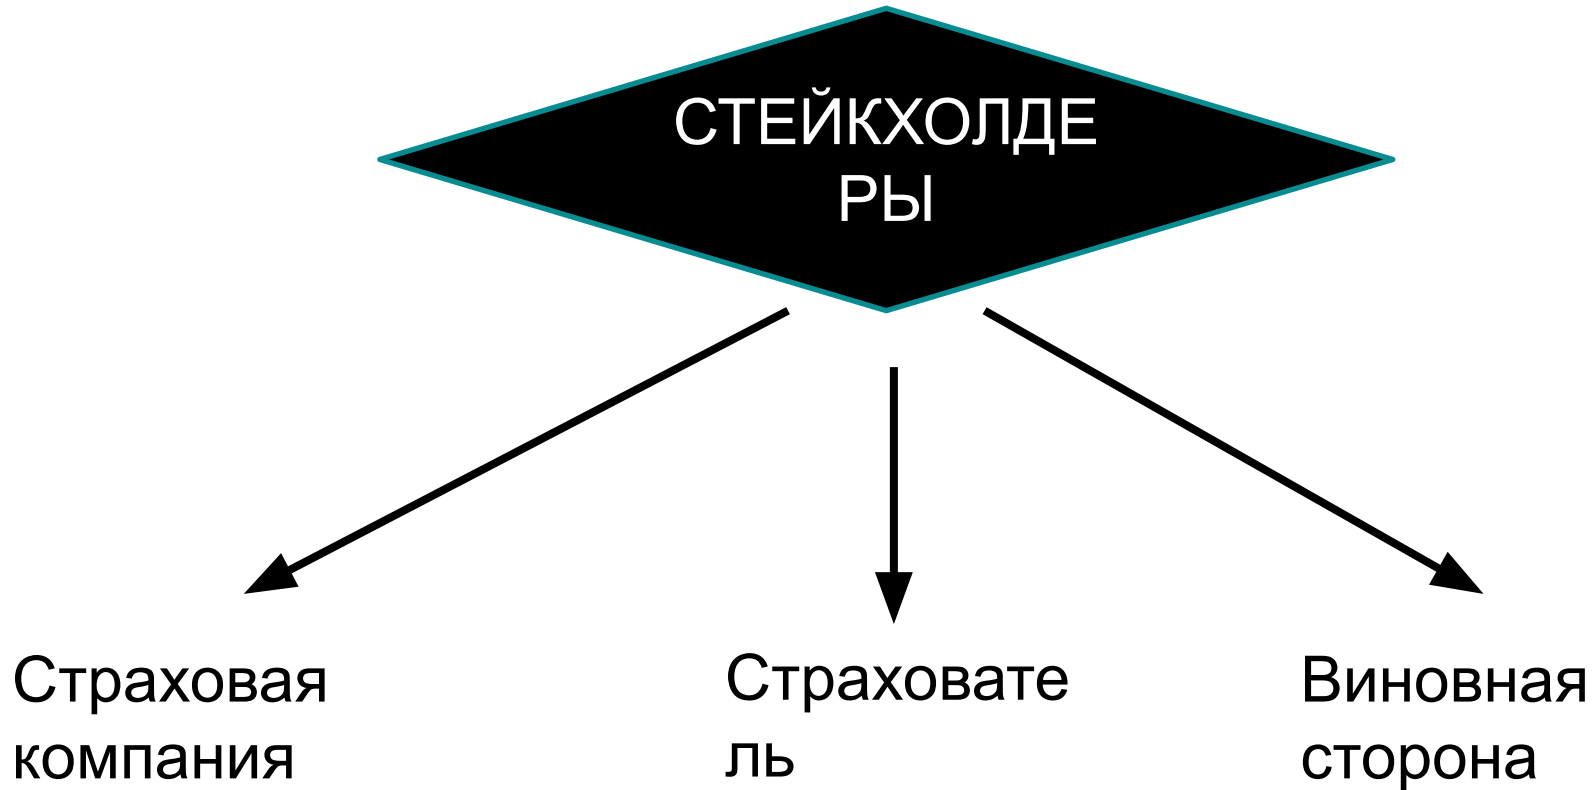 СТЕЙКХОЛДЕ
РЫ
Страховая
компания
Страховате
ль
Виновная
сторона